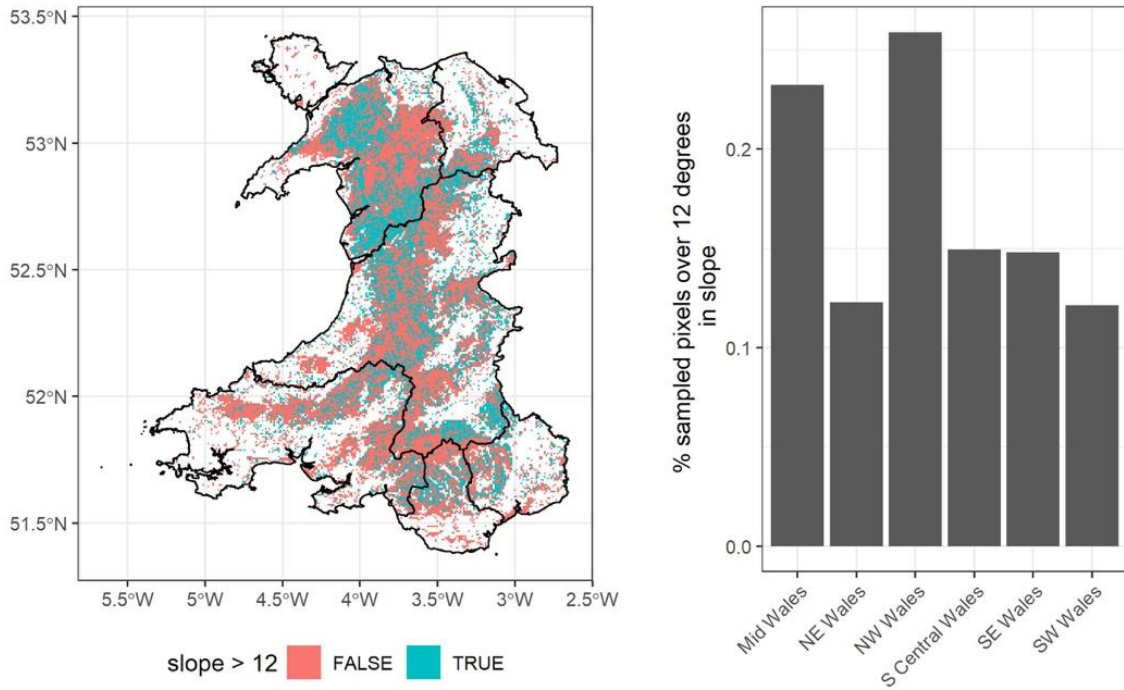 53.5°N
53°N
52.5°N
52°N
51.5°N
5.5°W 5°W 4.5°W 4°W 3.5°W 3°W 2.5°W
slope > 12 FALSE TRUE
% sampled pixels over 12 degrees
in slope
0.2
0.1
0.0
Mid Wales
NE Wales
NW Wales
S Central Wales
SE Wales
SW Wales